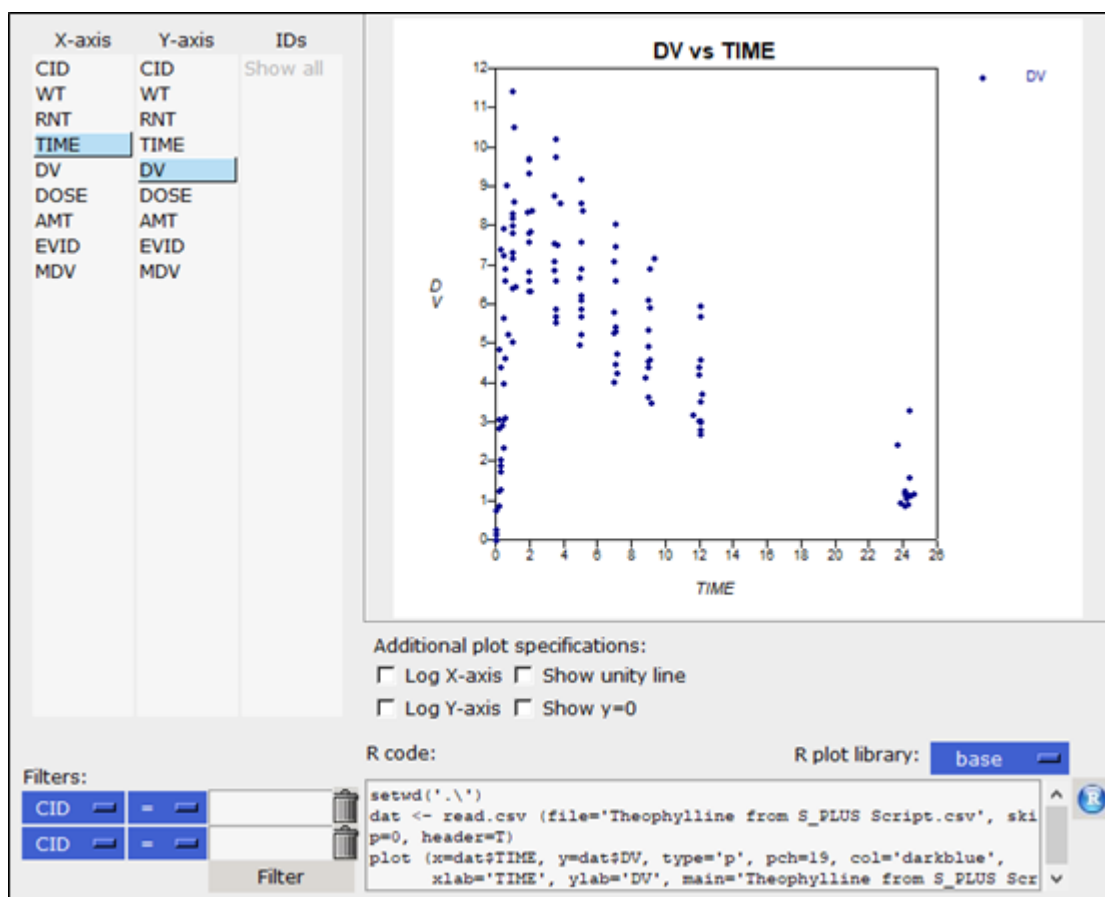 X-axis Y-axis IDs
CID CID Show all
WT WT
RNT RNT
TIME TIME
DV DV
DOSE DOSE
AMT AMT
EVID EVID
MDV MDV
DV vs TIME
DV
12
11
10
9
8
7
6
5
4
3
2
1
0
D
V
0 2 4 6 8 10 12 14 16 18 20 22 24 26
TIME
Additional plot specifications:
Log X-axis Show unity line
Log Y-axis Show y=0
R code: R plot library: base
Filters:
CID =
CID =
Filter
setwd('.\')
dat <- read.csv (file='Theophylline from S_PLUS Script.csv', ski
p=0, header=T)
plot (x=dat$TIME, y=dat$DV, type='p', pch=19, col='darkblue',
xlab='TIME', ylab='DV', main='Theophylline from S_PLUS Scr
R